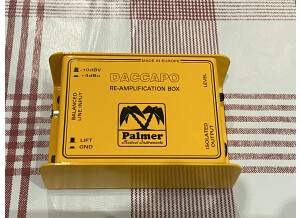 MADE IN EUROPE
-10dBV
+4dBu
DACCAPO
RE-AMPLIFICATION BOX
BALANCED
LINE INPUT
LEVEL
LIFT
GND
Palmer
Musical Instruments
ISOLATED
OUTPUT